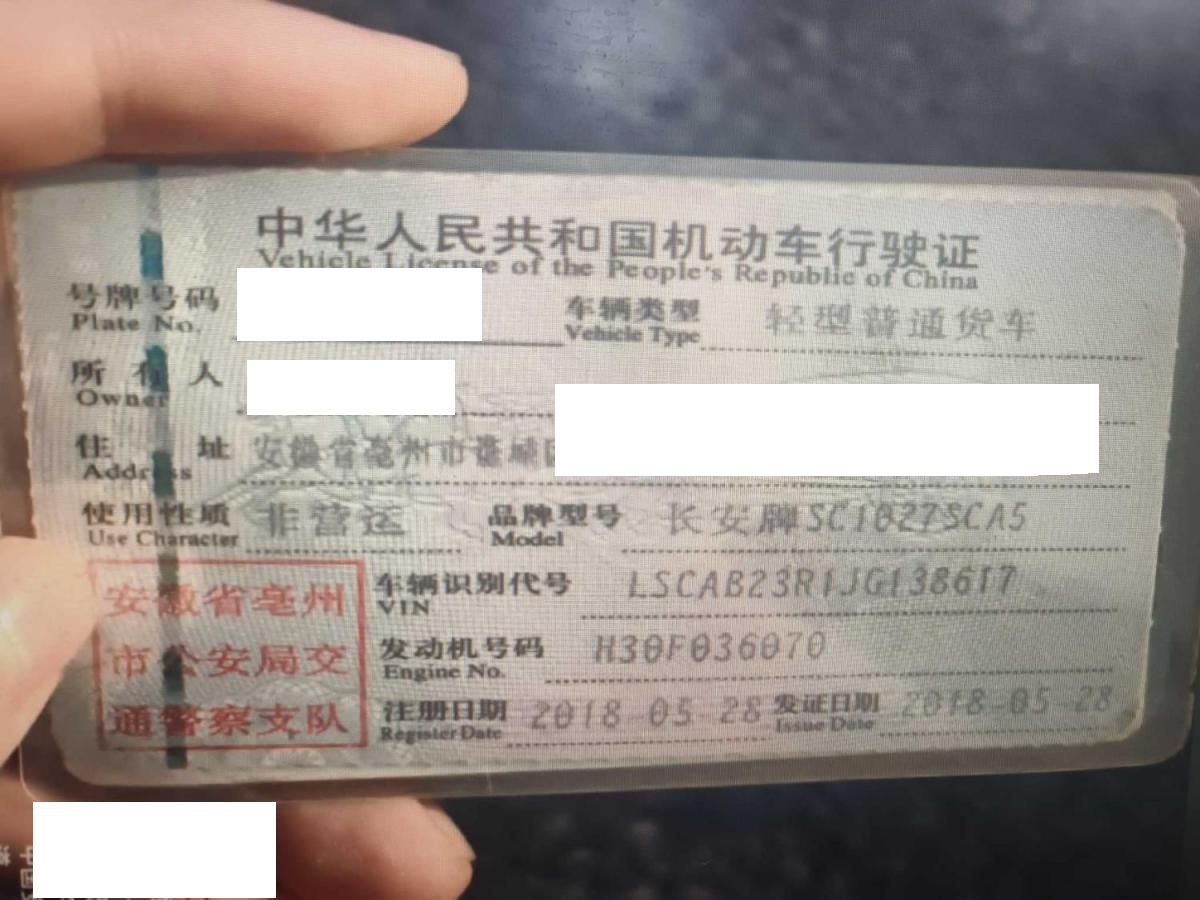 中华人民共和国机动车行驶证
Vehicle License of the People's Republic of China
号牌号码
Plate No.
车辆类型 轻型普通货车
Vehicle Type
所有人
Owner
住址 安徽省亳州市谯城区
Address
使用性质 非营运
Use Character
品牌型号 长安牌SC1027SCA5
Model
安徽省亳州
市公安局交
通警察支队
车辆识别代号 LSCAB23R1JG138617
VIN
发动机号码 H30F036070
Engine No.
注册日期 2018-05-28
Register Date
发证日期 2018-05-28
Issue Date